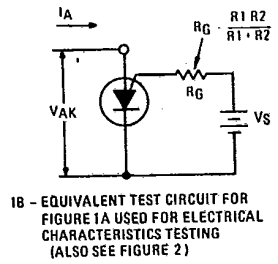 IA
RG
R1 R2
R1 + R2
RG
VAK
VS
1B - EQUIVALENT TEST CIRCUIT FOR
FIGURE 1A USED FOR ELECTRICAL
CHARACTERISTICS TESTING
(ALSO SEE FIGURE 2)